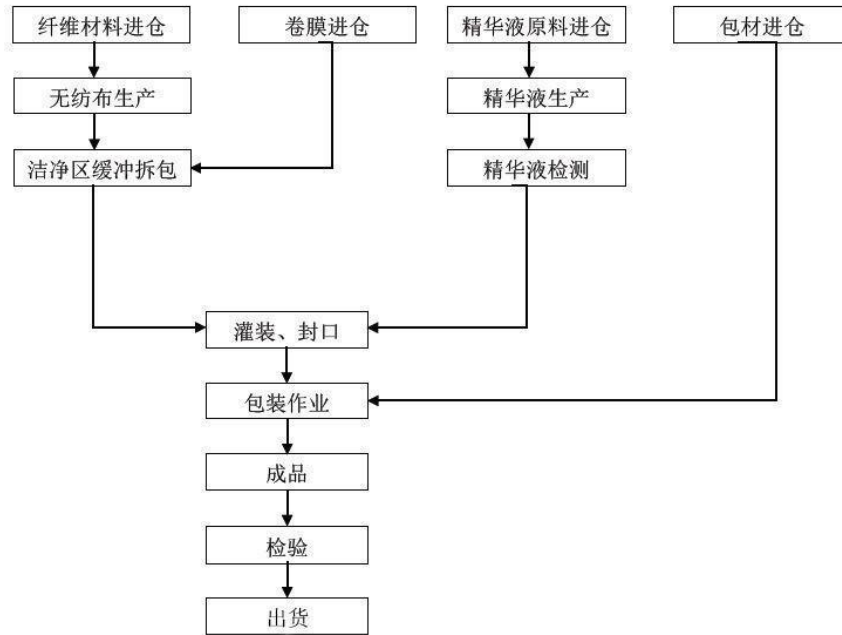 纤维材料进仓
卷膜进仓
精华液原料进仓
包材进仓
无纺布生产
精华液生产
洁净区缓冲拆包
精华液检测
灌装、封口
包装作业
成品
检验
出货